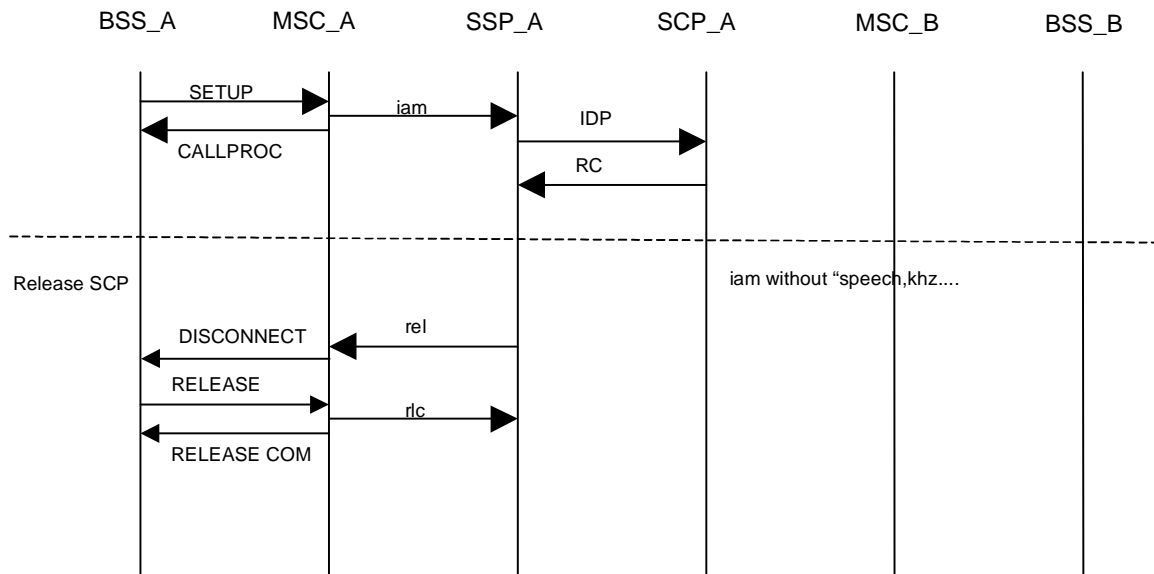 BSS_A MSC_A SSP_A SCP_A MSC_B BSS_B
SETUP
iam
IDP
CALLPROC
RC
Release SCP
iam without “speech,khz....
rel
DISCONNECT
RELEASE
rlc
RELEASE COM